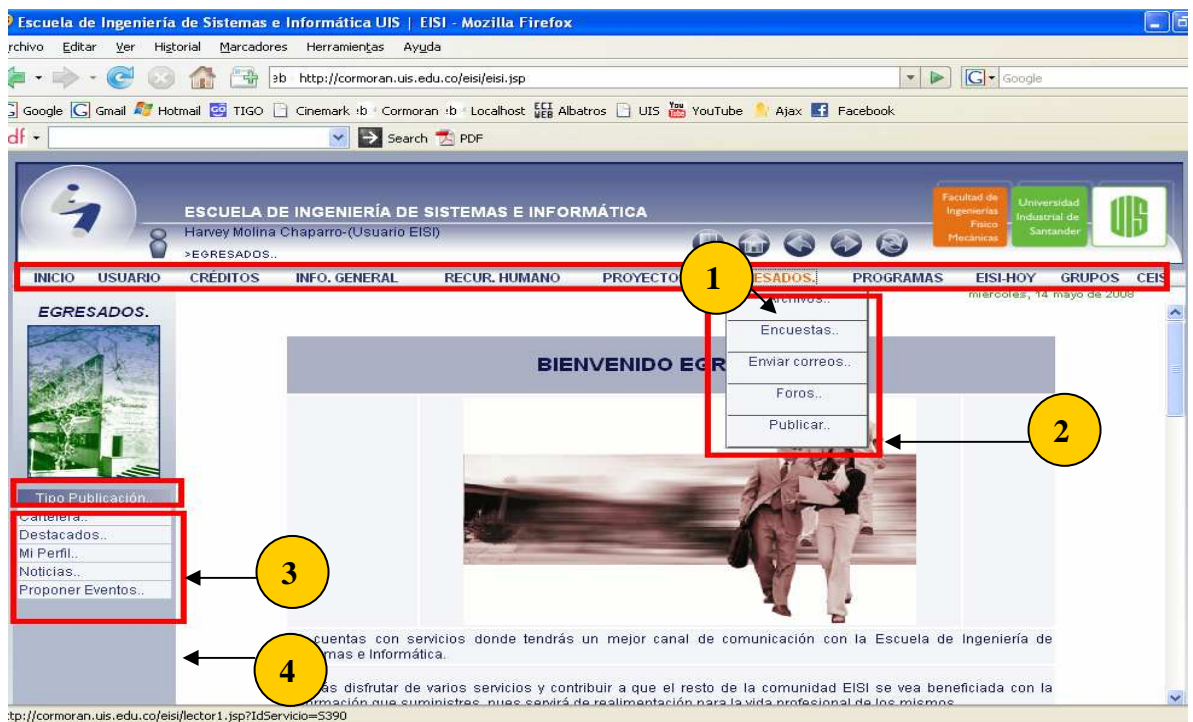 Escuela de Ingeniería de Sistemas e Informática UIS | EISI - Mozilla Firefox
rchivo Editar Ver Historial Marcadores Herramientas Ayuda
http://cormoran.uis.edu.co/eisi/eisi.jsp
Google
Google Gmail Hotmail TIGO Cinemark Cormoran Localhost Albatros UIS YouTube Ajax Facebook
df Search PDF
ESCUELA DE INGENIERÍA DE SISTEMAS E INFORMÁTICA
Harvey Molina Chaparro-(Usuario EISI)
>EGRESADOS..
Facultad de
Ingenierías
Físico
Mecánicas
Universidad
Industrial de
Santander
UIS
INICIO USUARIO CRÉDITOS INFO. GENERAL RECUR. HUMANO PROYECTO ESADOS. PROGRAMAS EISI-HOY GRUPOS CEIS
miércoles, 14 mayo de 2008
1
Archivos..
Encuestas..
Enviar correos..
Foros..
Publicar..
2
EGRESADOS.
BIENVENIDO EGR
Tipo Publicación..
Cartelera..
Destacados..
Mi Perfil..
Noticias..
Proponer Eventos..
3
4
cuentas con servicios donde tendrás un mejor canal de comunicación con la Escuela de Ingeniería de
mas e Informática.
ás disfrutar de varios servicios y contribuir a que el resto de la comunidad EISI se vea beneficiada con la
ormación que suministres, pues servirá de realimentación para la vida profesional de los mismos
tp://cormoran.uis.edu.co/eisi/lector1.jsp?IdServicio=S390